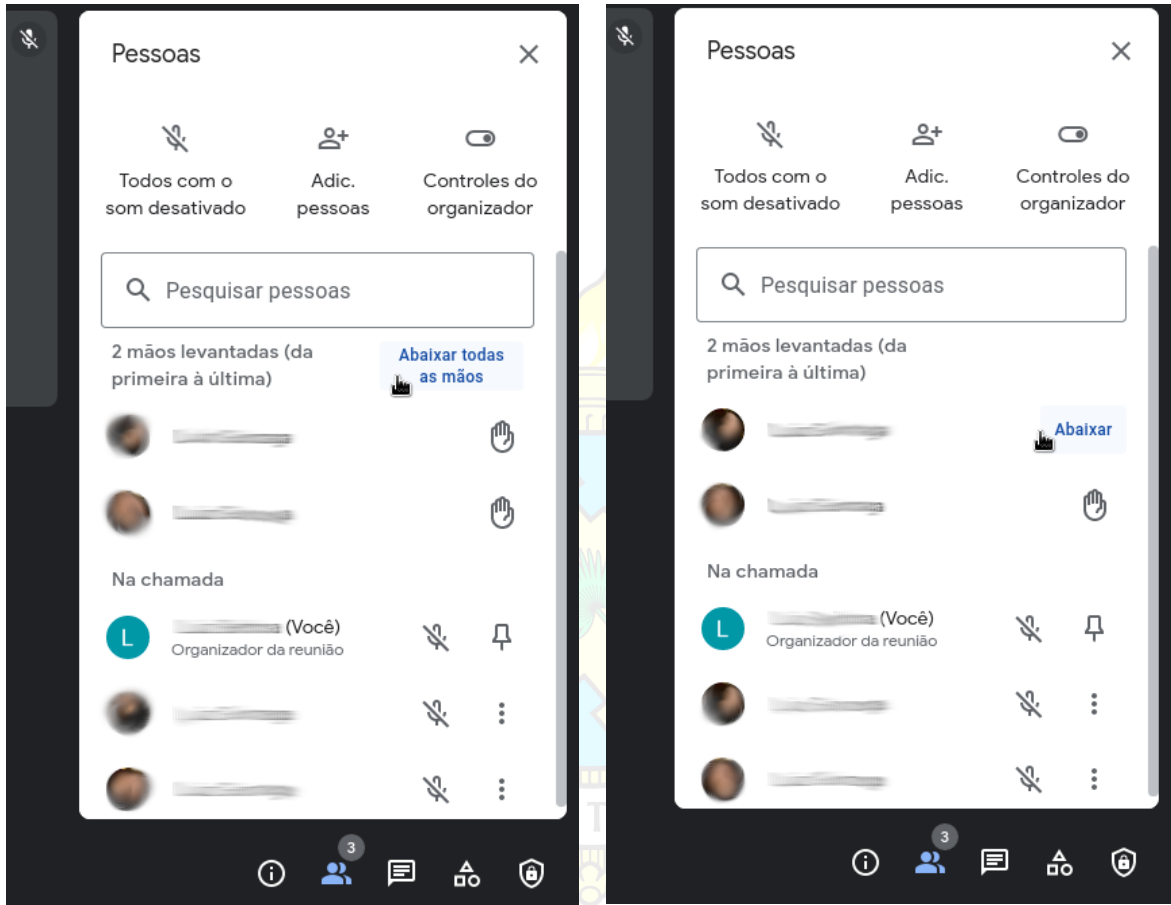 Pessoas
Todos com o
som desativado
Adic.
pessoas
Controles do
organizador
Pesquisar pessoas
2 mãos levantadas (da
primeira à última)
Abaixar todas
as mãos
Na chamada
L
(Você)
Organizador da reunião
3
Pessoas
Todos com o
som desativado
Adic.
pessoas
Controles do
organizador
Pesquisar pessoas
2 mãos levantadas (da
primeira à última)
Abaixar
Na chamada
L
(Você)
Organizador da reunião
3